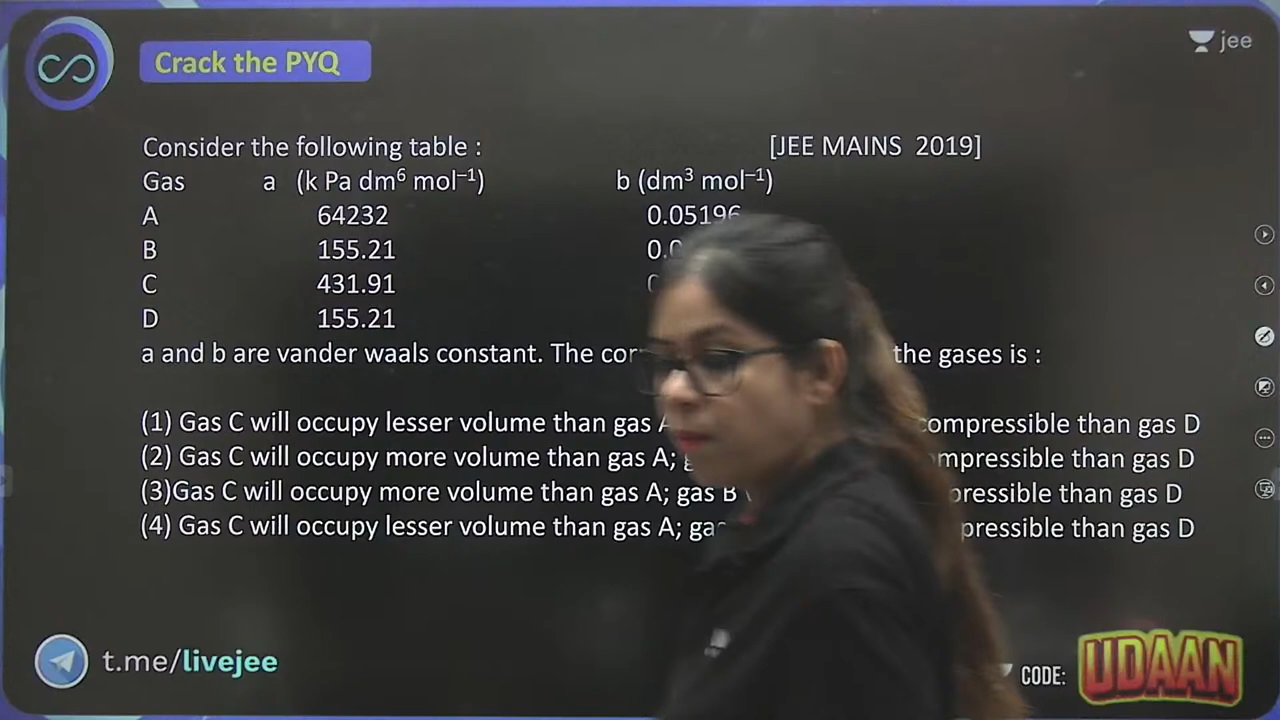 Crack the PYQ
jee
Consider the following table : [JEE MAINS 2019]
Gas a (k Pa dm⁶ mol⁻¹) b (dm³ mol⁻¹)
A 64232 0.05196
B 155.21
C 431.91
D 155.21
a and b are vander waals constant. The the gases is :
(1) Gas C will occupy lesser volume than gas compressible than gas D
(2) Gas C will occupy more volume than gas A; than gas D
(3)Gas C will occupy more volume than gas A; gas B than gas D
(4) Gas C will occupy lesser volume than gas A; than gas D
t.me/livejee
CODE: UDAAN